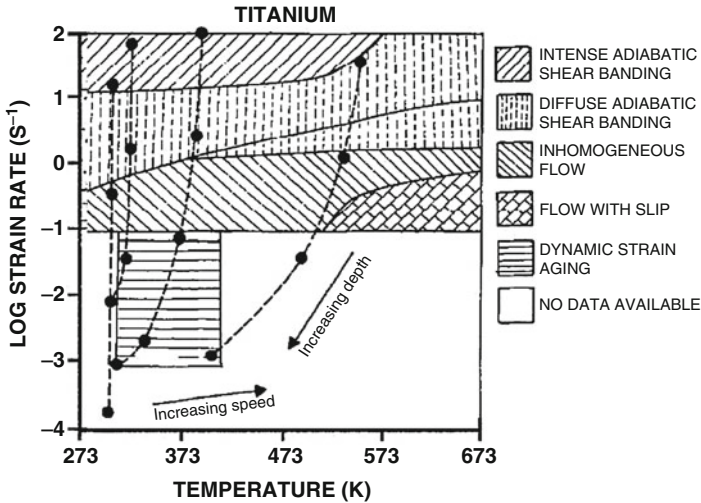 TITANIUM
2
1
0
−1
−2
−3
−4
LOG STRAIN RATE (S⁻¹)
273
373
473
573
673
TEMPERATURE (K)
Increasing depth
Increasing speed
INTENSE ADIABATIC
SHEAR BANDING
DIFFUSE ADIABATIC
SHEAR BANDING
INHOMOGENEOUS
FLOW
FLOW WITH SLIP
DYNAMIC STRAIN
AGING
NO DATA AVAILABLE